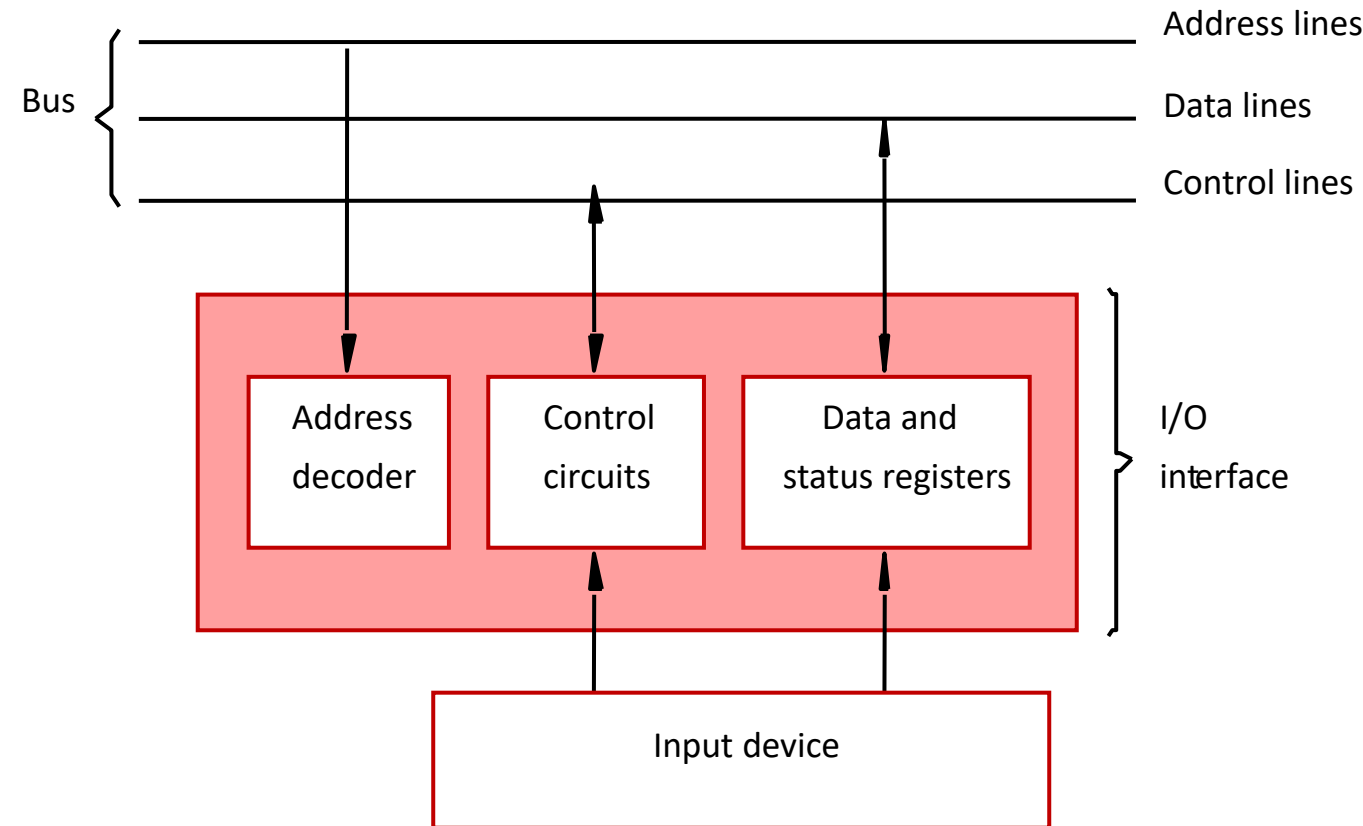 Address lines
Bus
Data lines
Control lines
Address
decoder
Control
circuits
Data and
status registers
I/O
interface
Input device